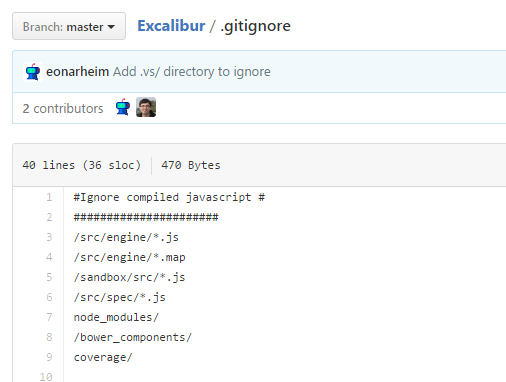 Branch: master
Excalibur / .gitignore
eonarheim Add .vs/ directory to ignore
2 contributors
40 lines (36 sloc) 470 Bytes
1 #Ignore compiled javascript #
2 ######################
3 /src/engine/*.js
4 /src/engine/*.map
5 /sandbox/src/*.js
6 /src/spec/*.js
7 node_modules/
8 /bower_components/
9 coverage/
10